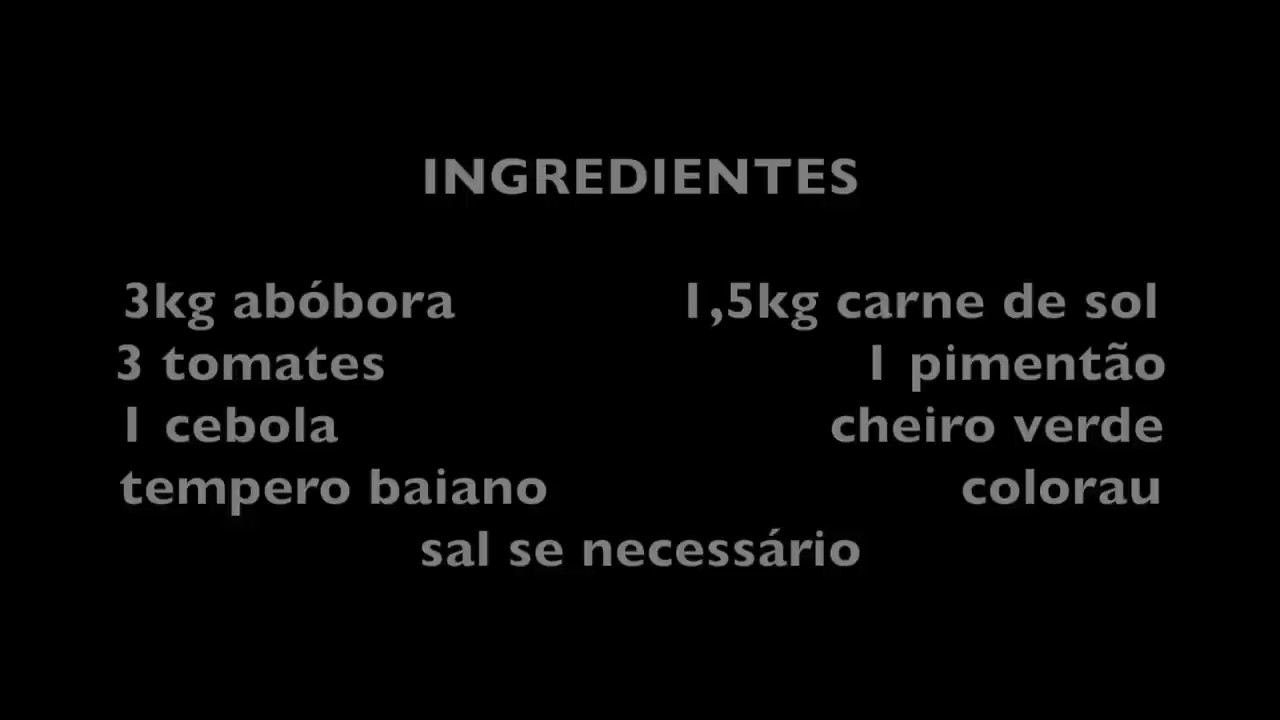 INGREDIENTES
3kg abóbora 1,5kg carne de sol
3 tomates 1 pimentão
1 cebola cheiro verde
tempero baiano colorau
sal se necessário